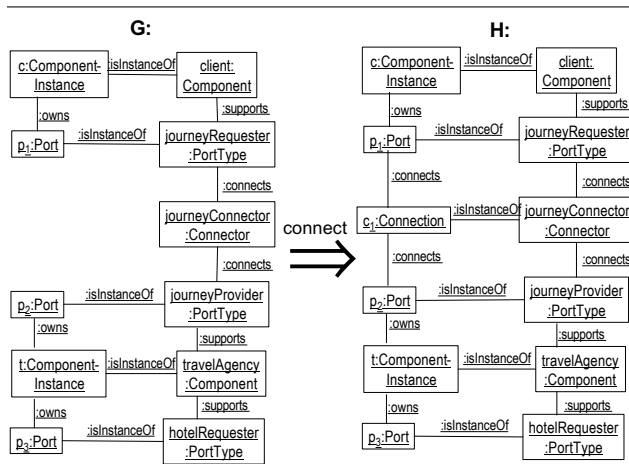 G:
H:
c:Component-
Instance
:isInstanceOf
client:
Component
:owns
:supports
p1:Port
:isInstanceOf
journeyRequester
:PortType
:connects
journeyConnector
:Connector
:connects
p2:Port
:isInstanceOf
journeyProvider
:PortType
:owns
:supports
t:Component-
Instance
:isInstanceOf
travelAgency
:Component
:owns
:supports
p3:Port
:isInstanceOf
hotelRequester
:PortType
connect
c:Component-
Instance
:isInstanceOf
client:
Component
:owns
:supports
p1:Port
:isInstanceOf
journeyRequester
:PortType
:connects
:connects
c1:Connection
:isInstanceOf
journeyConnector
:Connector
:connects
:connects
p2:Port
:isInstanceOf
journeyProvider
:PortType
:owns
:supports
t:Component-
Instance
:isInstanceOf
travelAgency
:Component
:owns
:supports
p3:Port
:isInstanceOf
hotelRequester
:PortType